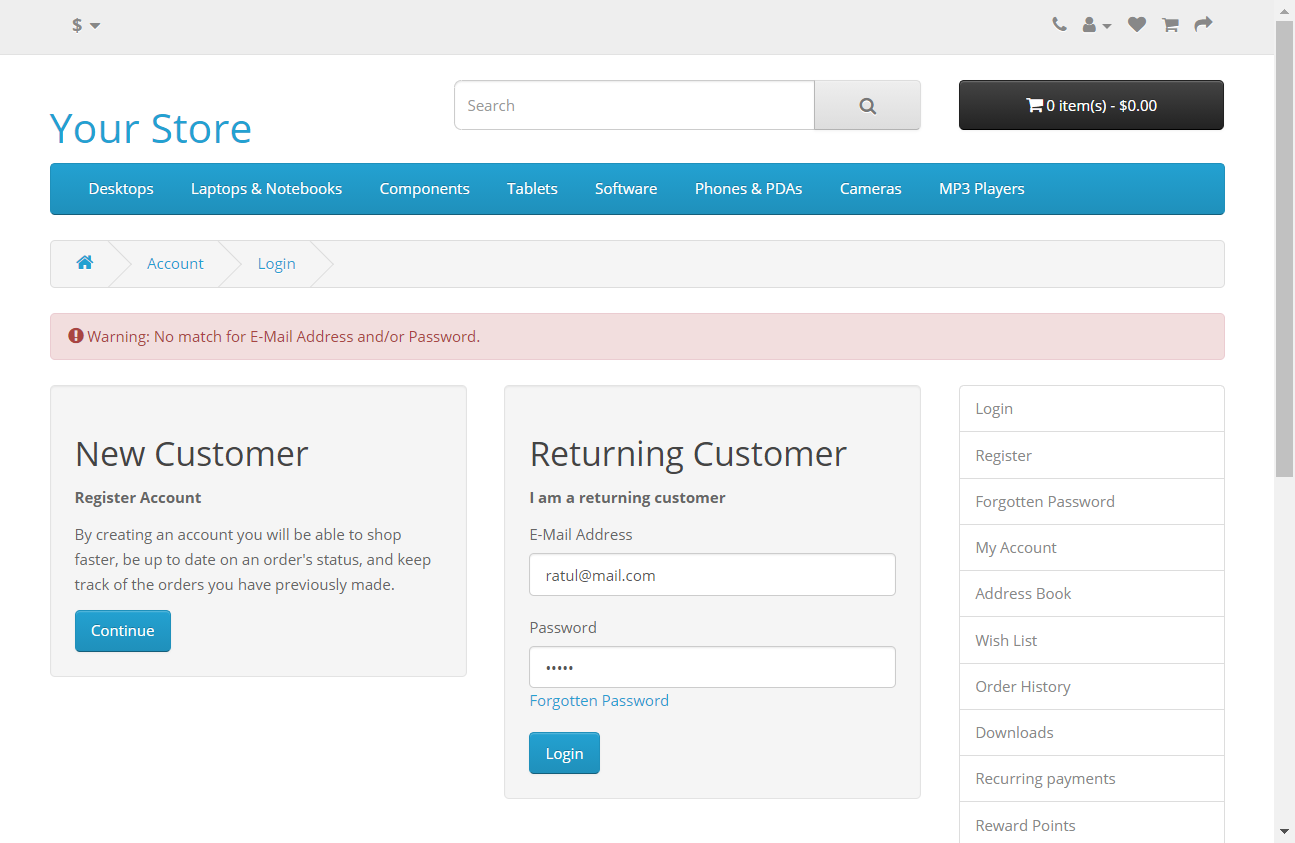 $
Your Store
Search
0 item(s) - $0.00
Desktops
Laptops & Notebooks
Components
Tablets
Software
Phones & PDAs
Cameras
MP3 Players
Account
Login
Warning: No match for E-Mail Address and/or Password.
New Customer
Register Account
By creating an account you will be able to shop
faster, be up to date on an order's status, and keep
track of the orders you have previously made.
Continue
Returning Customer
I am a returning customer
E-Mail Address
ratul@mail.com
Password
•••••
Forgotten Password
Login
Login
Register
Forgotten Password
My Account
Address Book
Wish List
Order History
Downloads
Recurring payments
Reward Points